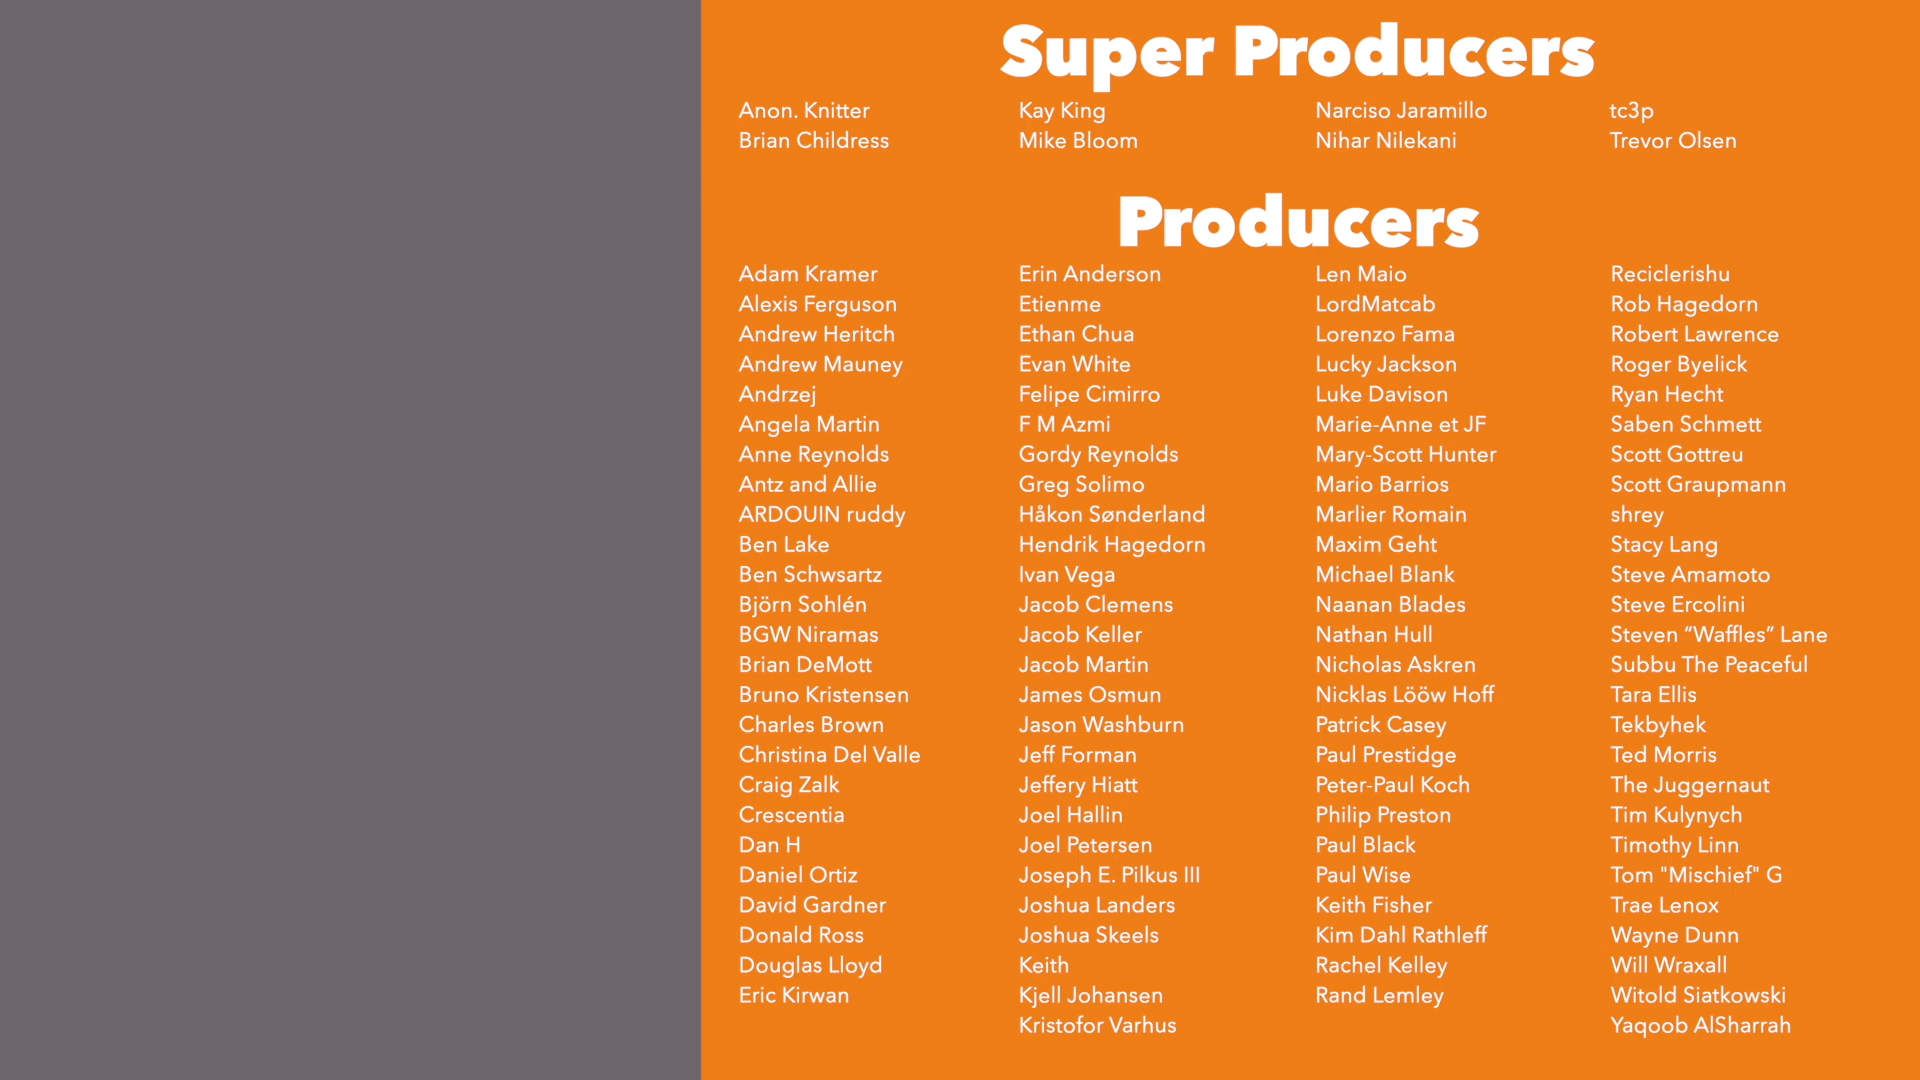 Super Producers
Anon. Knitter
Brian Childress
Kay King
Mike Bloom
Narciso Jaramillo
Nihar Nilekani
tc3p
Trevor Olsen
Producers
Adam Kramer
Alexis Ferguson
Andrew Heritch
Andrew Mauney
Andrzej
Angela Martin
Anne Reynolds
Antz and Allie
ARDOUIN ruddy
Ben Lake
Ben Schwsartz
Björn Sohlén
BGW Niramas
Brian DeMott
Bruno Kristensen
Charles Brown
Christina Del Valle
Craig Zalk
Crescentia
Dan H
Daniel Ortiz
David Gardner
Donald Ross
Douglas Lloyd
Eric Kirwan
Erin Anderson
Etienme
Ethan Chua
Evan White
Felipe Cimirro
F M Azmi
Gordy Reynolds
Greg Solimo
Håkon Sønderland
Hendrik Hagedorn
Ivan Vega
Jacob Clemens
Jacob Keller
Jacob Martin
James Osmun
Jason Washburn
Jeff Forman
Jeffery Hiatt
Joel Hallin
Joel Petersen
Joseph E. Pilkus III
Joshua Landers
Joshua Skeels
Keith
Kjell Johansen
Kristofor Varhus
Len Maio
LordMatcab
Lorenzo Fama
Lucky Jackson
Luke Davison
Marie-Anne et JF
Mary-Scott Hunter
Mario Barrios
Marlier Romain
Maxim Geht
Michael Blank
Naanan Blades
Nathan Hull
Nicholas Askren
Nicklas Lööw Hoff
Patrick Casey
Paul Prestidge
Peter-Paul Koch
Philip Preston
Paul Black
Paul Wise
Keith Fisher
Kim Dahl Rathleff
Rachel Kelley
Rand Lemley
Reciclerishu
Rob Hagedorn
Robert Lawrence
Roger Byelick
Ryan Hecht
Saben Schmett
Scott Gottreu
Scott Graupmann
shrey
Stacy Lang
Steve Amamoto
Steve Ercolini
Steven “Waffles” Lane
Subbu The Peaceful
Tara Ellis
Tekbyhek
Ted Morris
The Juggernaut
Tim Kulynych
Timothy Linn
Tom "Mischief" G
Trae Lenox
Wayne Dunn
Will Wraxall
Witold Siatkowski
Yaqoob AlSharrah